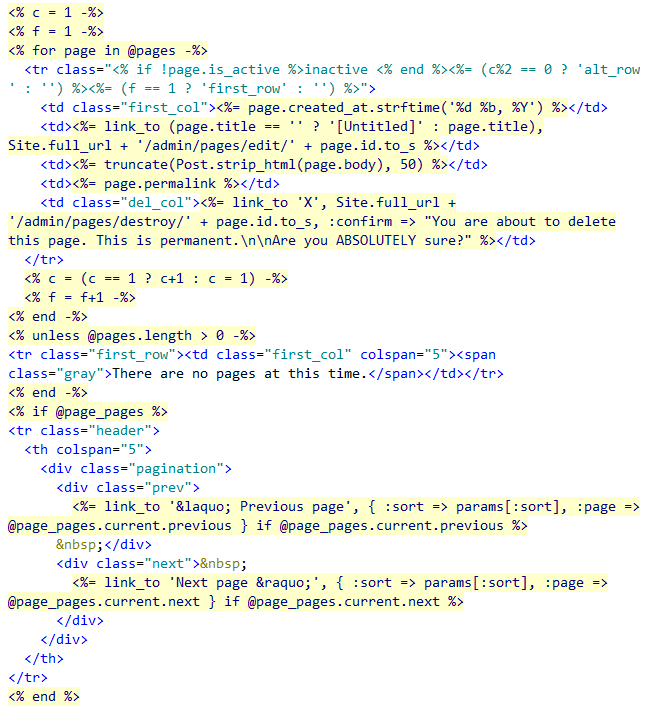 <% c = 1 -%>
<% f = 1 -%>
<% for page in @pages -%>
  <tr class="<% if !page.is_active %>inactive <% end %><%= (c%2 == 0 ? 'alt_row
' : '') %><%= (f == 1 ? 'first_row' : '') %>">
    <td class="first_col"><%= page.created_at.strftime('%d %b, %Y') %></td>
    <td><%= link_to (page.title == '' ? '[Untitled]' : page.title),
Site.full_url + '/admin/pages/edit/' + page.id.to_s %></td>
    <td><%= truncate(Post.strip_html(page.body), 50) %></td>
    <td><%= page.permalink %></td>
    <td class="del_col"><%= link_to 'X', Site.full_url +
'/admin/pages/destroy/' + page.id.to_s, :confirm => "You are about to delete
this page. This is permanent.\n\nAre you ABSOLUTELY sure?" %></td>
  </tr>
  <% c = (c == 1 ? c+1 : c = 1) -%>
  <% f = f+1 -%>
<% end -%>
<% unless @pages.length > 0 -%>
<tr class="first_row"><td class="first_col" colspan="5"><span
class="gray">There are no pages at this time.</span></td></tr>
<% end -%>
<% if @page_pages %>
<tr class="header">
  <th colspan="5">
    <div class="pagination">
      <div class="prev">
        <%= link_to '&laquo; Previous page', { :sort => params[:sort], :page =>
@page_pages.current.previous } if @page_pages.current.previous %>
      &nbsp;</div>
      <div class="next">&nbsp;
        <%= link_to 'Next page &raquo;', { :sort => params[:sort], :page =>
@page_pages.current.next } if @page_pages.current.next %>
      </div>
    </div>
  </th>
</tr>
<% end %>